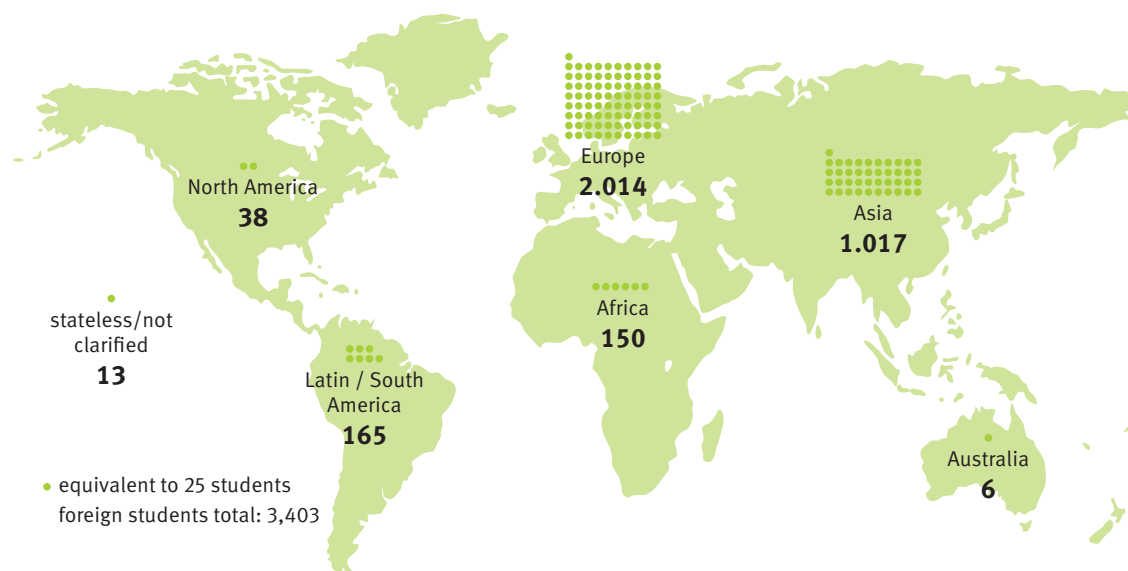 Europe
2.014
North America
38
Asia
1.017
stateless/not
clarified
13
Africa
150
Latin / South
America
165
Australia
6
equivalent to 25 students
foreign students total: 3,403